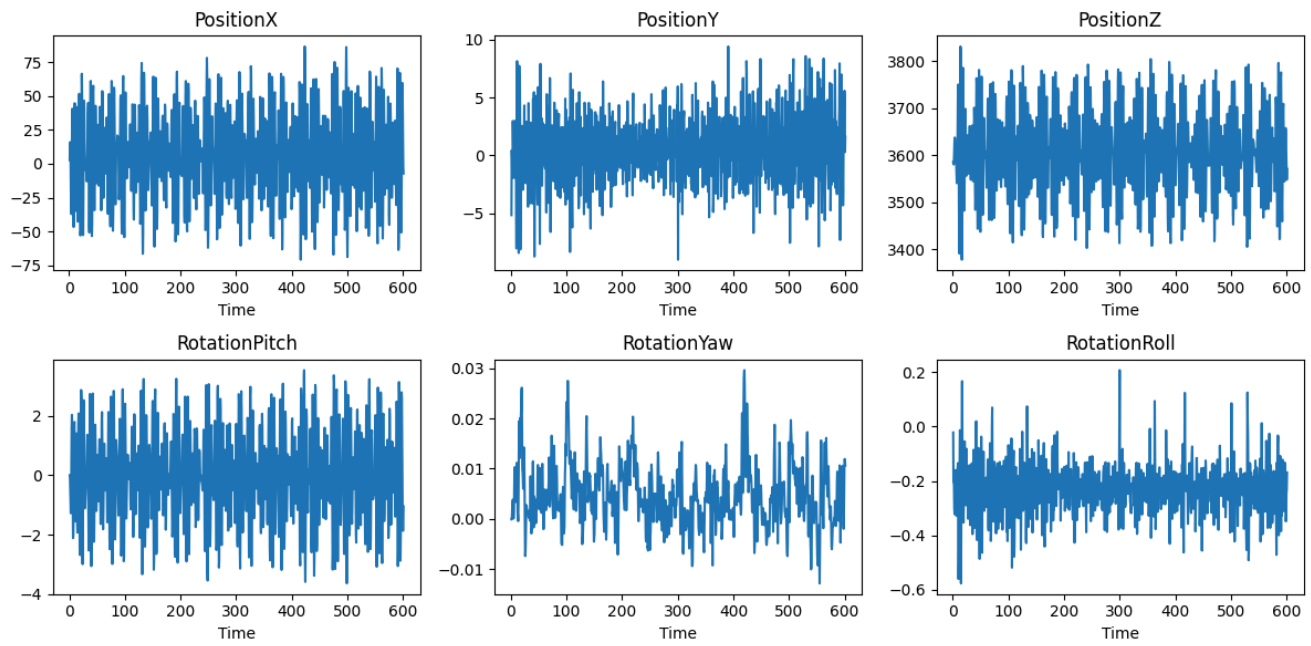 PositionX
PositionY
PositionZ
75
50
25
0
−25
−50
−75
0 100 200 300 400 500 600
Time
10
5
0
−5
0 100 200 300 400 500 600
Time
3800
3700
3600
3500
3400
0 100 200 300 400 500 600
Time
RotationPitch
RotationYaw
RotationRoll
2
0
−2
−4
0 100 200 300 400 500 600
Time
0.03
0.02
0.01
0.00
−0.01
0 100 200 300 400 500 600
Time
0.2
0.0
−0.2
−0.4
−0.6
0 100 200 300 400 500 600
Time